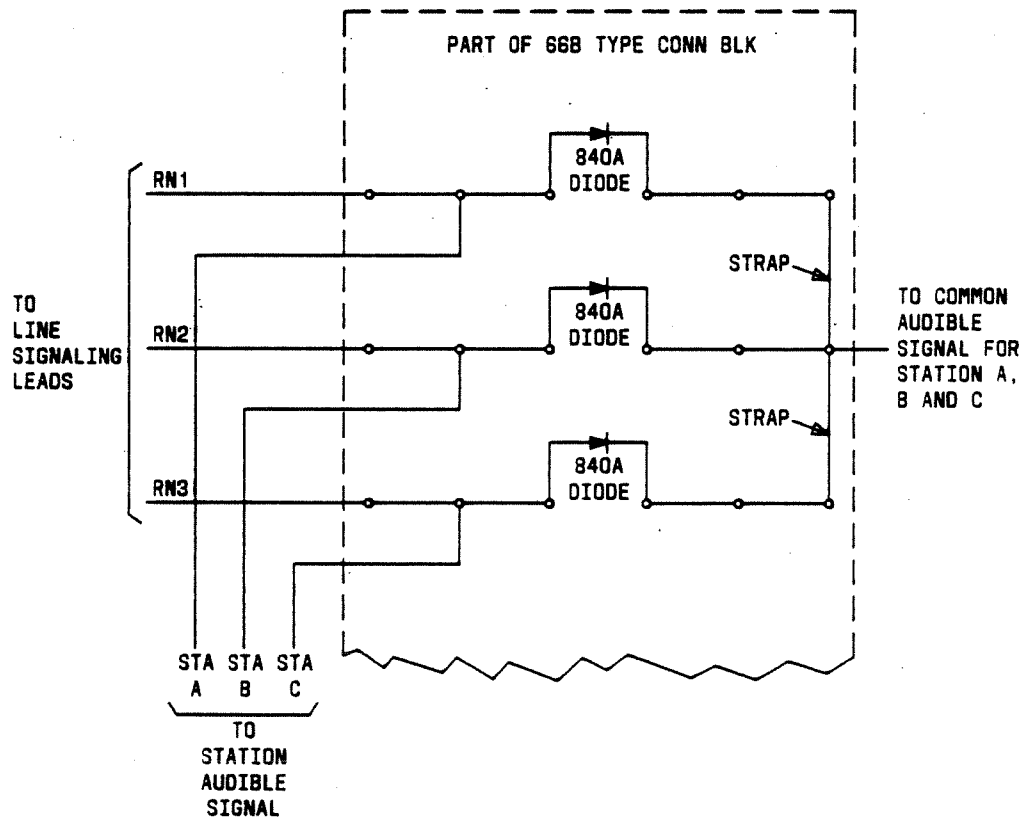 PART OF 66B TYPE CONN BLK
840A
DIODE
RN1
STRAP
840A
DIODE
RN2
TO
LINE
SIGNALING
LEADS
TO COMMON
AUDIBLE
SIGNAL FOR
STATION A,
B AND C
STRAP
840A
DIODE
RN3
STA STA STA
A B C
TO
STATION
AUDIBLE
SIGNAL